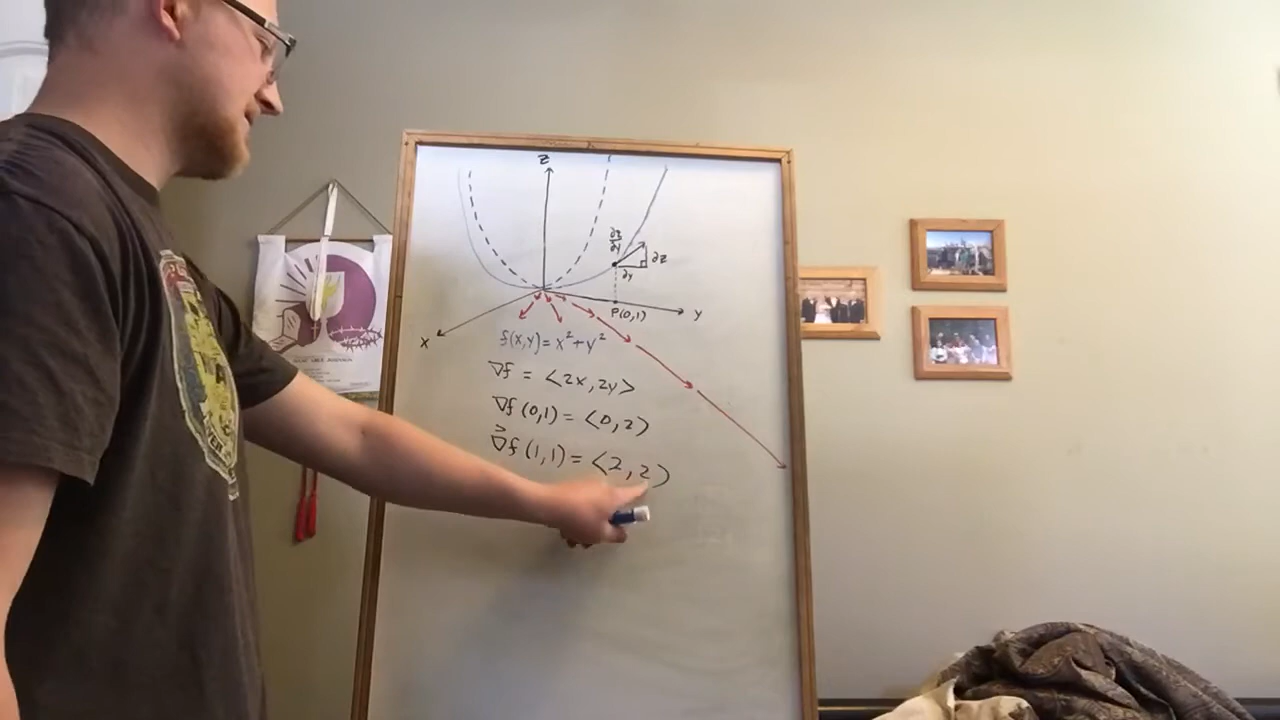 z
∂z/∂y
∂z
∂y
P(0,1)
y
x
f(x,y)=x²+y²
∇f = <2x,2y>
∇f(0,1) = <0,2>
∇⃗f(1,1) = <2,2>